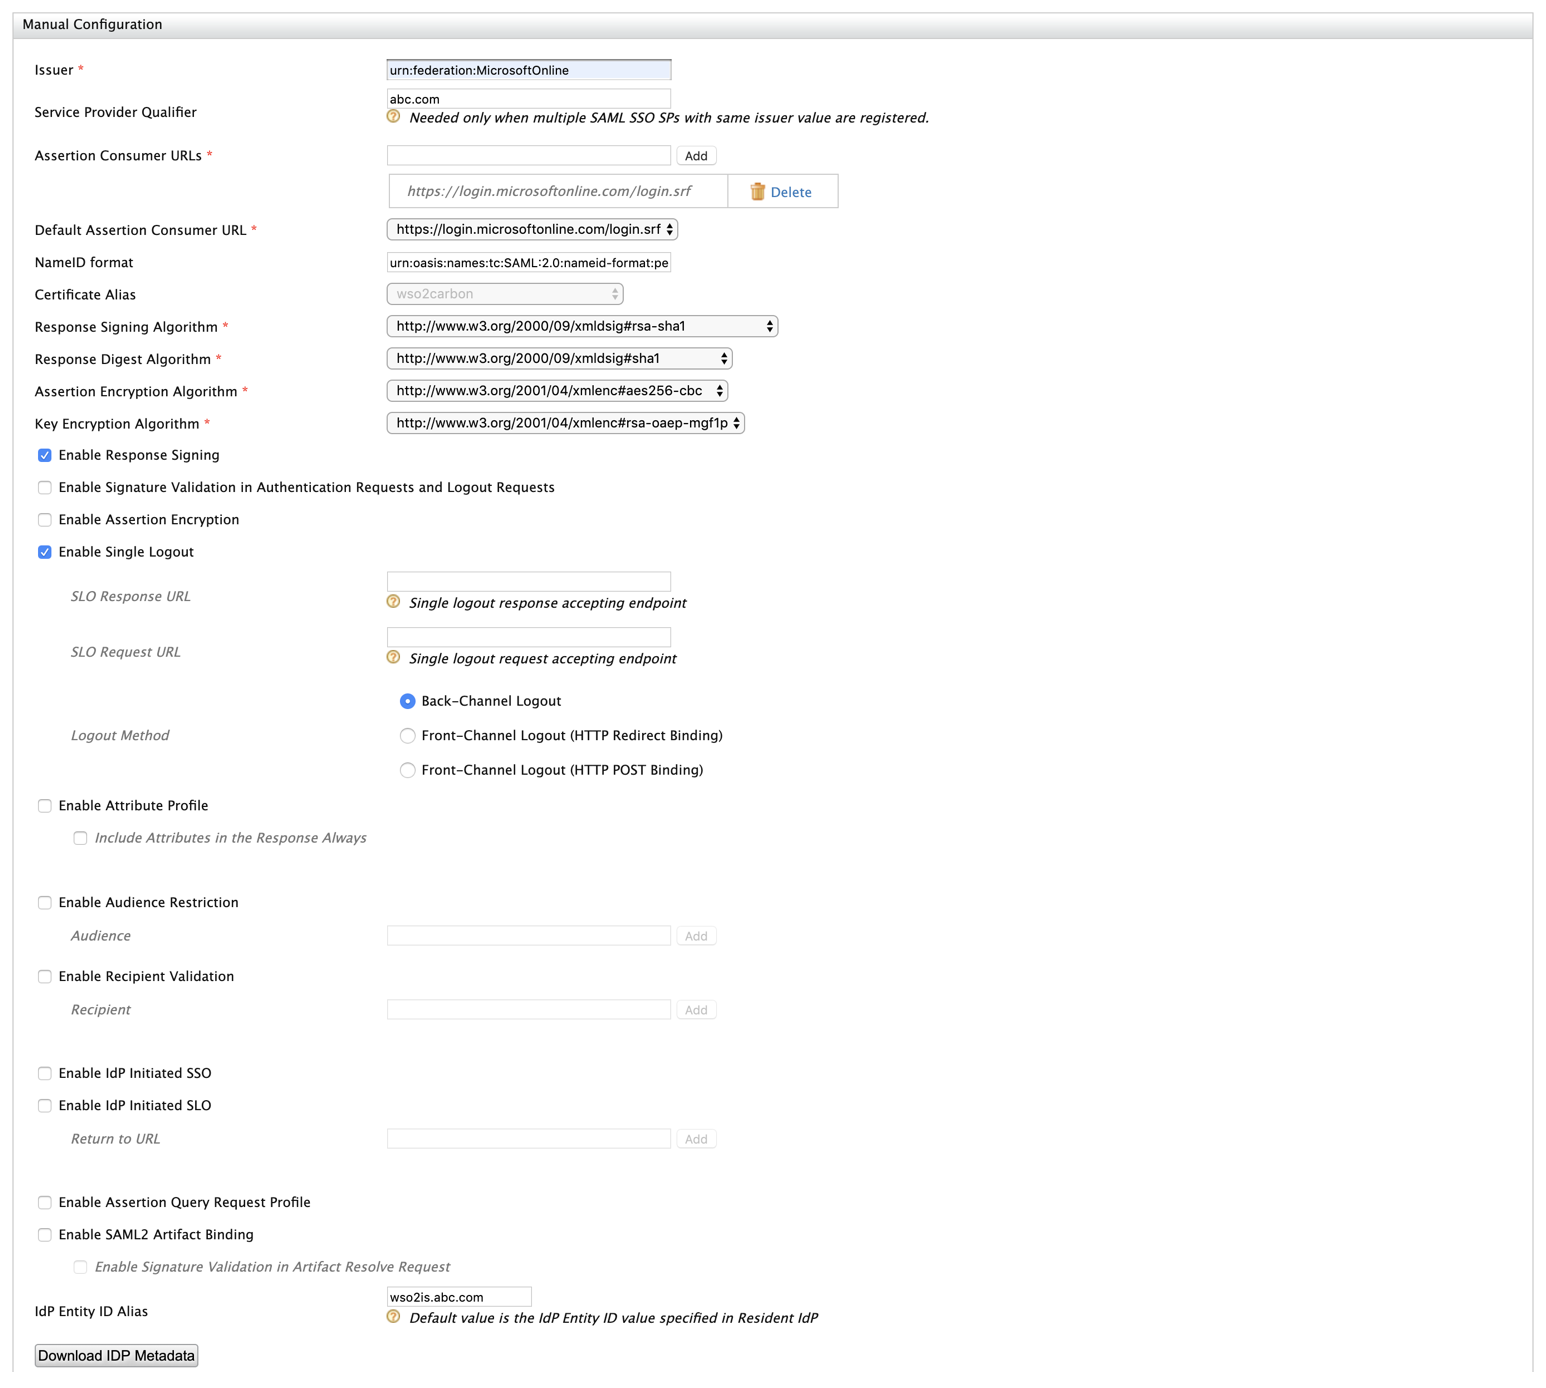 Manual Configuration
Issuer *
urn:federation:MicrosoftOnline
Service Provider Qualifier
abc.com
Needed only when multiple SAML SSO SPs with same issuer value are registered.
Assertion Consumer URLs *
Add
https://login.microsoftonline.com/login.srf
Delete
Default Assertion Consumer URL *
https://login.microsoftonline.com/login.srf
NameID format
urn:oasis:names:tc:SAML:2.0:nameid-format:pe
Certificate Alias
wso2carbon
Response Signing Algorithm *
http://www.w3.org/2000/09/xmldsig#rsa-sha1
Response Digest Algorithm *
http://www.w3.org/2000/09/xmldsig#sha1
Assertion Encryption Algorithm *
http://www.w3.org/2001/04/xmlenc#aes256-cbc
Key Encryption Algorithm *
http://www.w3.org/2001/04/xmlenc#rsa-oaep-mgf1p
Enable Response Signing
Enable Signature Validation in Authentication Requests and Logout Requests
Enable Assertion Encryption
Enable Single Logout
SLO Response URL
Single logout response accepting endpoint
SLO Request URL
Single logout request accepting endpoint
Logout Method
Back-Channel Logout
Front-Channel Logout (HTTP Redirect Binding)
Front-Channel Logout (HTTP POST Binding)
Enable Attribute Profile
Include Attributes in the Response Always
Enable Audience Restriction
Audience
Add
Enable Recipient Validation
Recipient
Add
Enable IdP Initiated SSO
Enable IdP Initiated SLO
Return to URL
Add
Enable Assertion Query Request Profile
Enable SAML2 Artifact Binding
Enable Signature Validation in Artifact Resolve Request
IdP Entity ID Alias
wso2is.abc.com
Default value is the IdP Entity ID value specified in Resident IdP
Download IDP Metadata